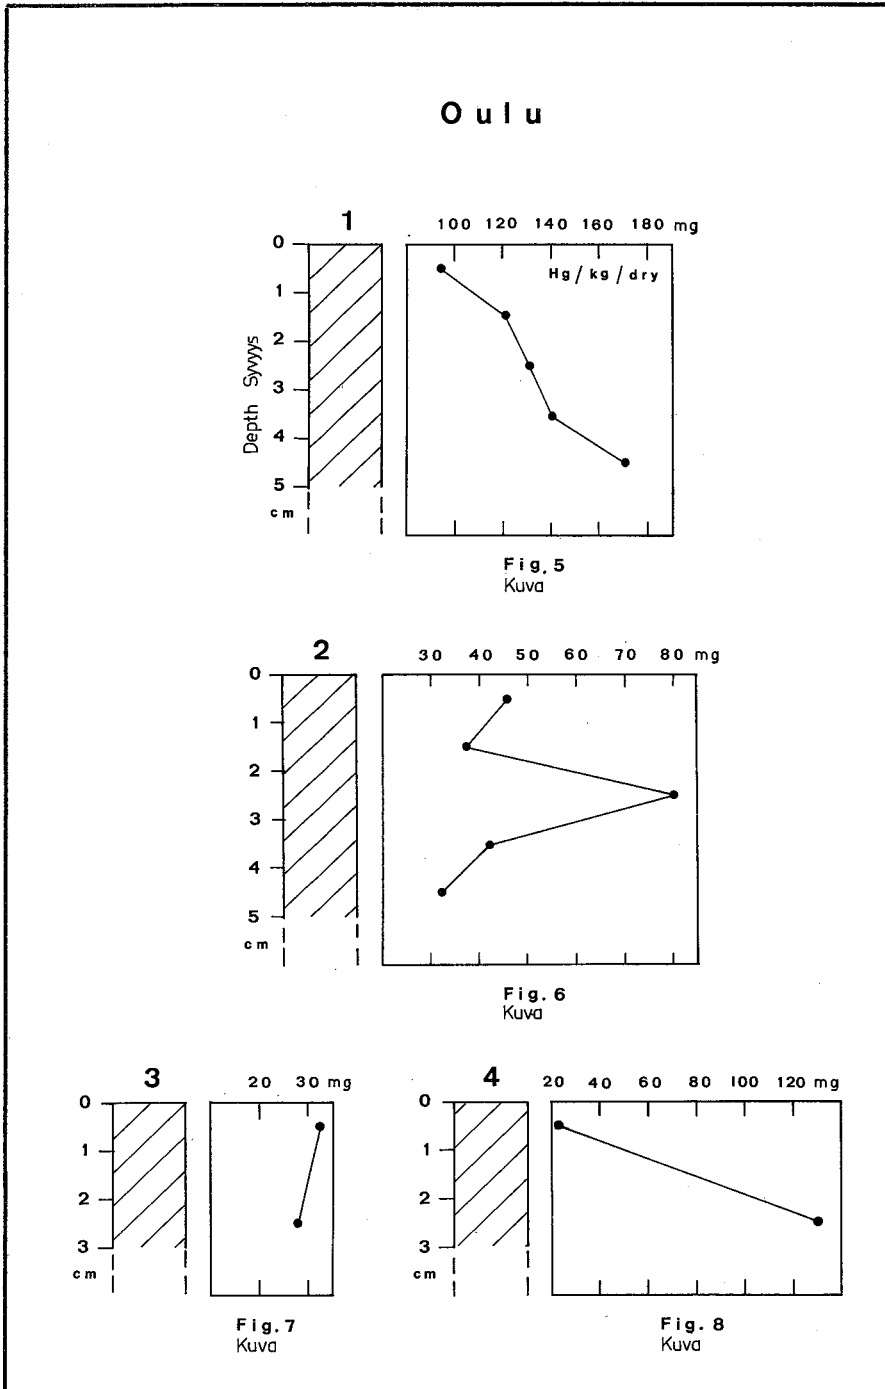 Oulu
1
100 120 140 160 180 mg
Hg/kg/dry
0
1
2
3
4
5
cm
Depth Syvyys
Fig. 5
Kuva
2
30 40 50 60 70 80 mg
0
1
2
3
4
5
cm
Fig. 6
Kuva
3
20 30 mg
0
1
2
3
cm
Fig. 7
Kuva
4
20 40 60 80 100 120 mg
0
1
2
3
cm
Fig. 8
Kuva